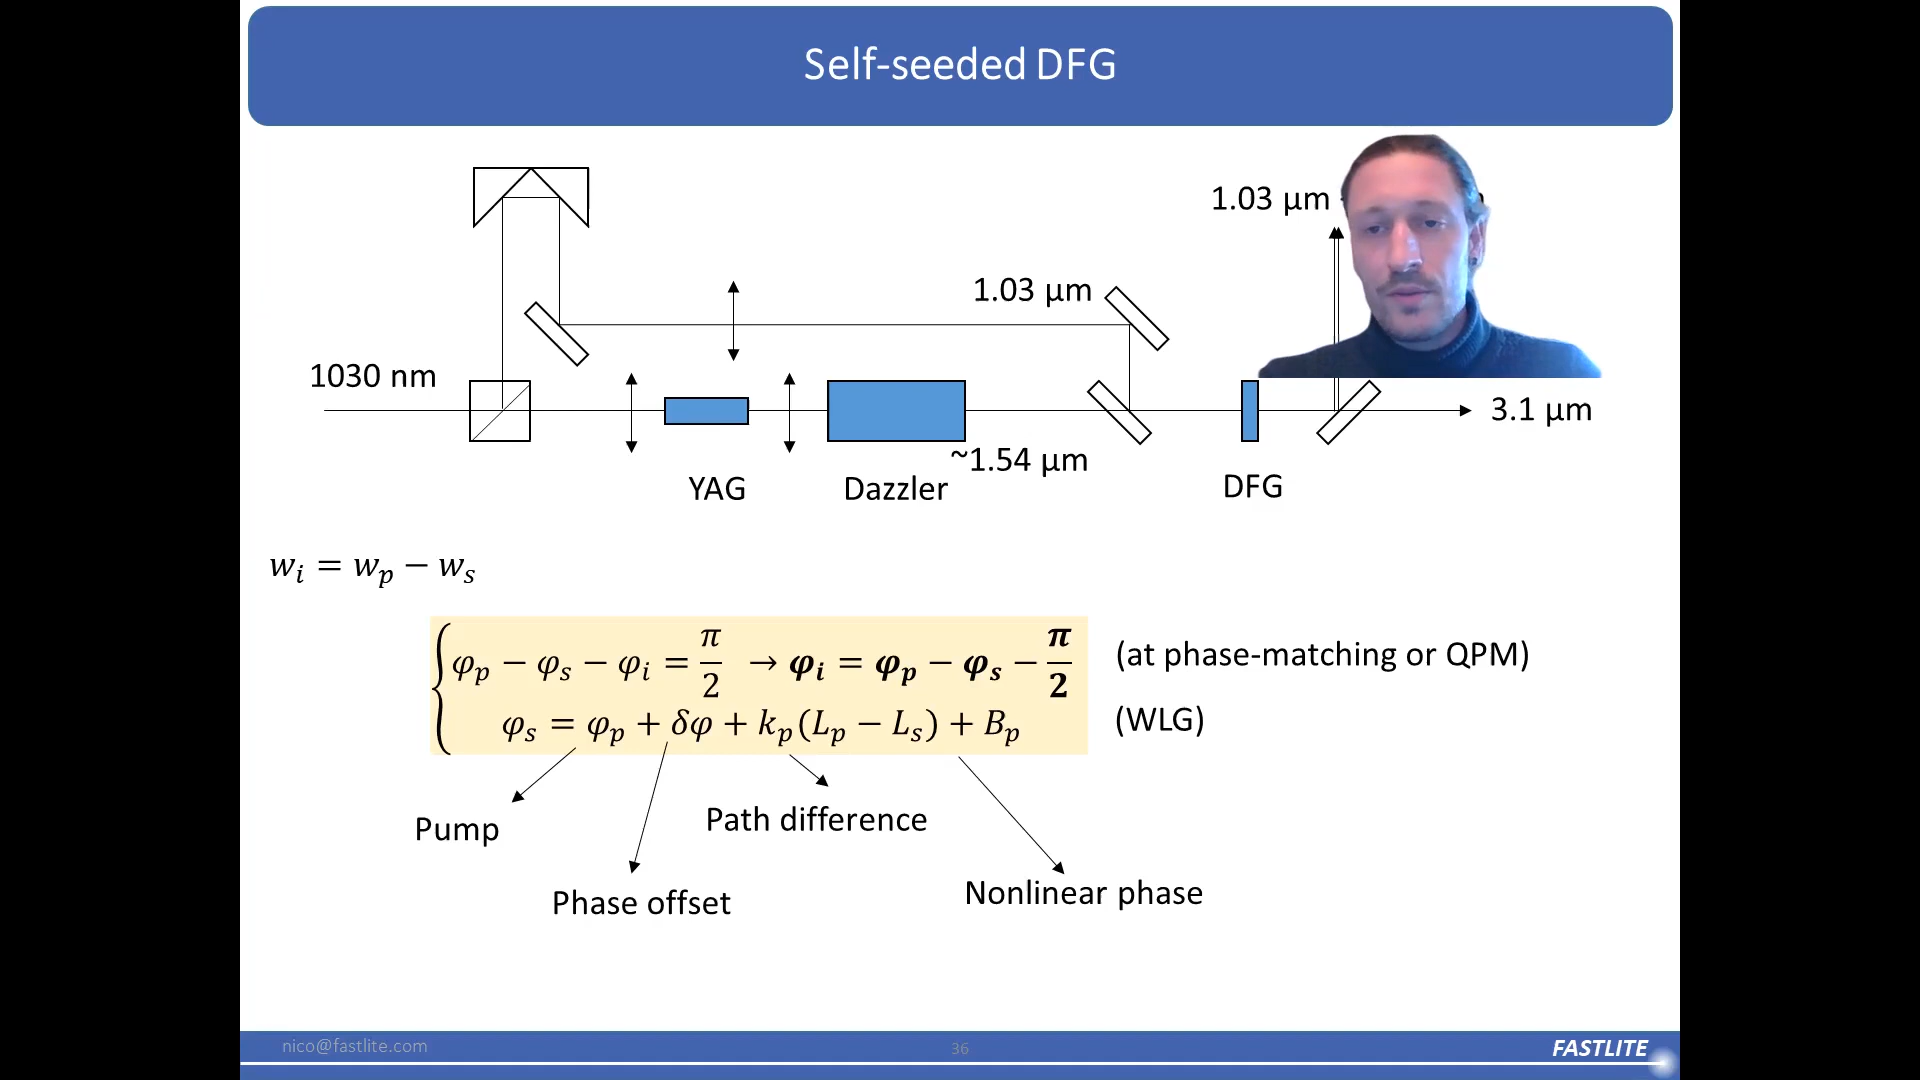 Self-seeded DFG
1.03 µm
1.03 µm
1030 nm
3.1 µm
~1.54 µm
YAG
Dazzler
DFG
w_i = w_p − w_s
φ_p − φ_s − φ_i = π/2 → φ_i = φ_p − φ_s − π/2 (at phase-matching or QPM)
φ_s = φ_p + δφ + k_p(L_p − L_s) + B_p (WLG)
Pump
Path difference
Phase offset
Nonlinear phase
nico@fastlite.com
36
FASTLITE